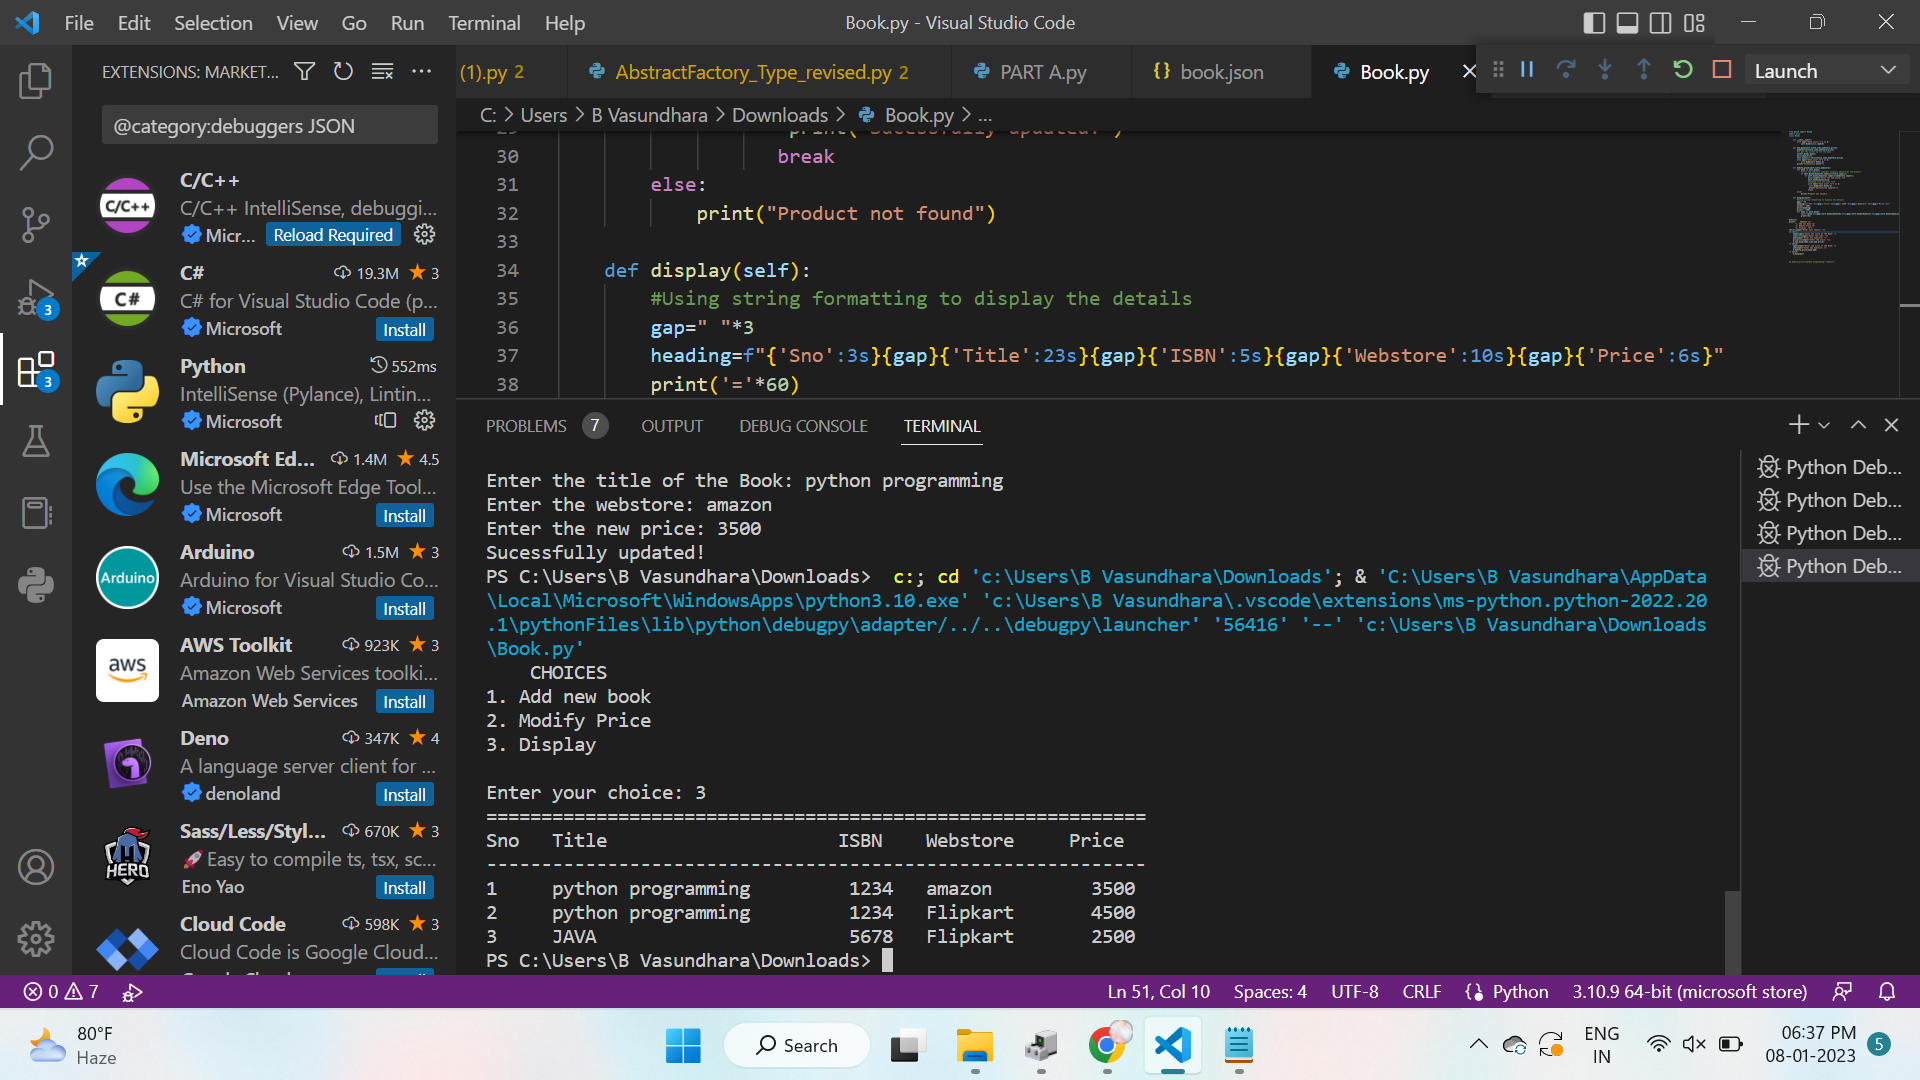 File Edit Selection View Go Run Terminal Help
Book.py - Visual Studio Code
EXTENSIONS: MARKET...
(1).py 2
AbstractFactory_Type_revised.py 2
PART A.py
book.json
Book.py
Launch
@category:debuggers JSON
C: > Users > B Vasundhara > Downloads > Book.py > ...
C/C++
C/C++ IntelliSense, debuggi...
Micr... Reload Required
C# 19.3M 3
C# for Visual Studio Code (p...
Microsoft Install
Python 552ms
IntelliSense (Pylance), Lintin...
Microsoft
Microsoft Ed... 1.4M 4.5
Use the Microsoft Edge Tool...
Microsoft Install
Arduino 1.5M 3
Arduino for Visual Studio Co...
Microsoft Install
AWS Toolkit 923K 3
Amazon Web Services toolki...
Amazon Web Services Install
Deno 347K 4
A language server client for ...
denoland Install
Sass/Less/Styl... 670K 3
🚀Easy to compile ts, tsx, sc...
Eno Yao Install
Cloud Code 598K 3
Cloud Code is Google Cloud...
C/C++
C#
Arduino
aws
HERO
3
3
29 print("Sucessfully updated!")
30 break
31 else:
32 print("Product not found")
33
34 def display(self):
35 #Using string formatting to display the details
36 gap=" "*3
37 heading=f"{'Sno':3s}{gap}{'Title':23s}{gap}{'ISBN':5s}{gap}{'Webstore':10s}{gap}{'Price':6s}"
38 print('='*60)
PROBLEMS 7 OUTPUT DEBUG CONSOLE TERMINAL
Python Deb...
Python Deb...
Python Deb...
Python Deb...
Enter the title of the Book: python programming
Enter the webstore: amazon
Enter the new price: 3500
Sucessfully updated!
PS C:\Users\B Vasundhara\Downloads>  c:; cd 'c:\Users\B Vasundhara\Downloads'; & 'C:\Users\B Vasundhara\AppData
\Local\Microsoft\WindowsApps\python3.10.exe' 'c:\Users\B Vasundhara\.vscode\extensions\ms-python.python-2022.20
.1\pythonFiles\lib\python\debugpy\adapter/../..\debugpy\launcher' '56416' '--' 'c:\Users\B Vasundhara\Downloads
\Book.py'
CHOICES
1. Add new book
2. Modify Price
3. Display
Enter your choice: 3
============================================================
Sno Title ISBN Webstore Price
------------------------------------------------------------
1 python programming 1234 amazon 3500
2 python programming 1234 Flipkart 4500
3 JAVA 5678 Flipkart 2500
PS C:\Users\B Vasundhara\Downloads>
0 7
Ln 51, Col 10 Spaces: 4 UTF-8 CRLF Python 3.10.9 64-bit (microsoft store)
80°F
Haze
Search
ENG
IN
06:37 PM
08-01-2023
5